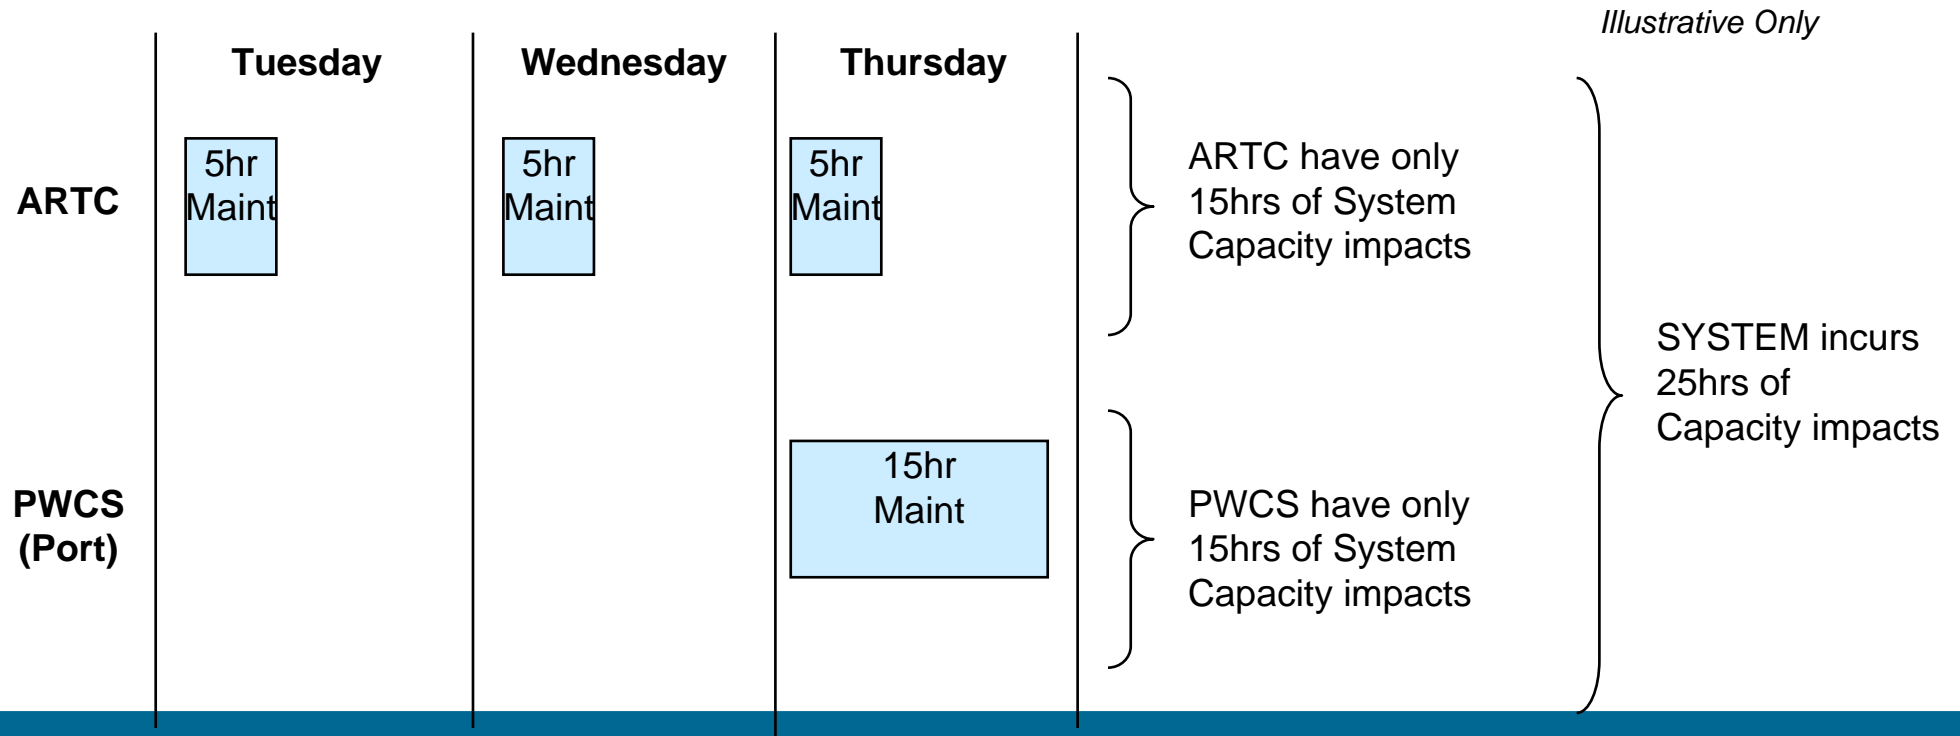 Illustrative Only
Tuesday
Wednesday
Thursday
ARTC
5hr
Maint
5hr
Maint
5hr
Maint
ARTC have only
15hrs of System
Capacity impacts
SYSTEM incurs
25hrs of
Capacity impacts
PWCS
(Port)
15hr
Maint
PWCS have only
15hrs of System
Capacity impacts